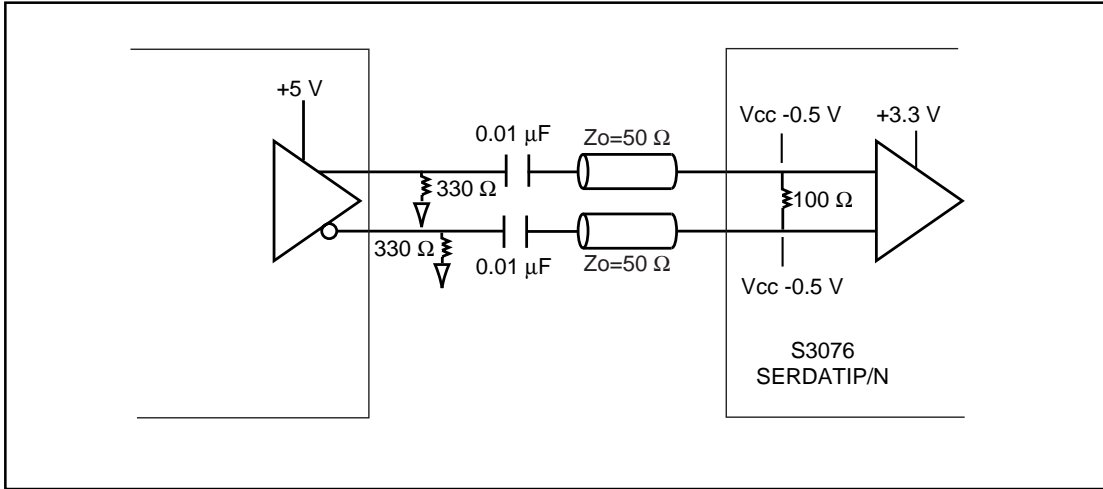 +5 V
0.01 μF
Zo=50 Ω
Vcc -0.5 V
+3.3 V
330 Ω
100 Ω
330 Ω
0.01 μF
Zo=50 Ω
Vcc -0.5 V
S3076
SERDATIP/N